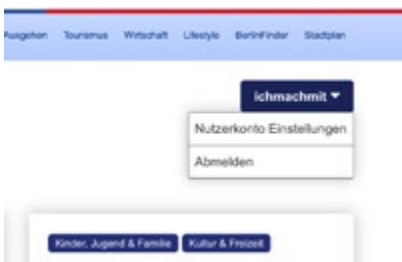 Ausgehen Tourismus Wirtschaft Lifestyle BerlinFinder Stadtplan
ichmachmit
Nutzerkonto Einstellungen
Abmelden
Kinder, Jugend & Familie Kultur & Freizeit